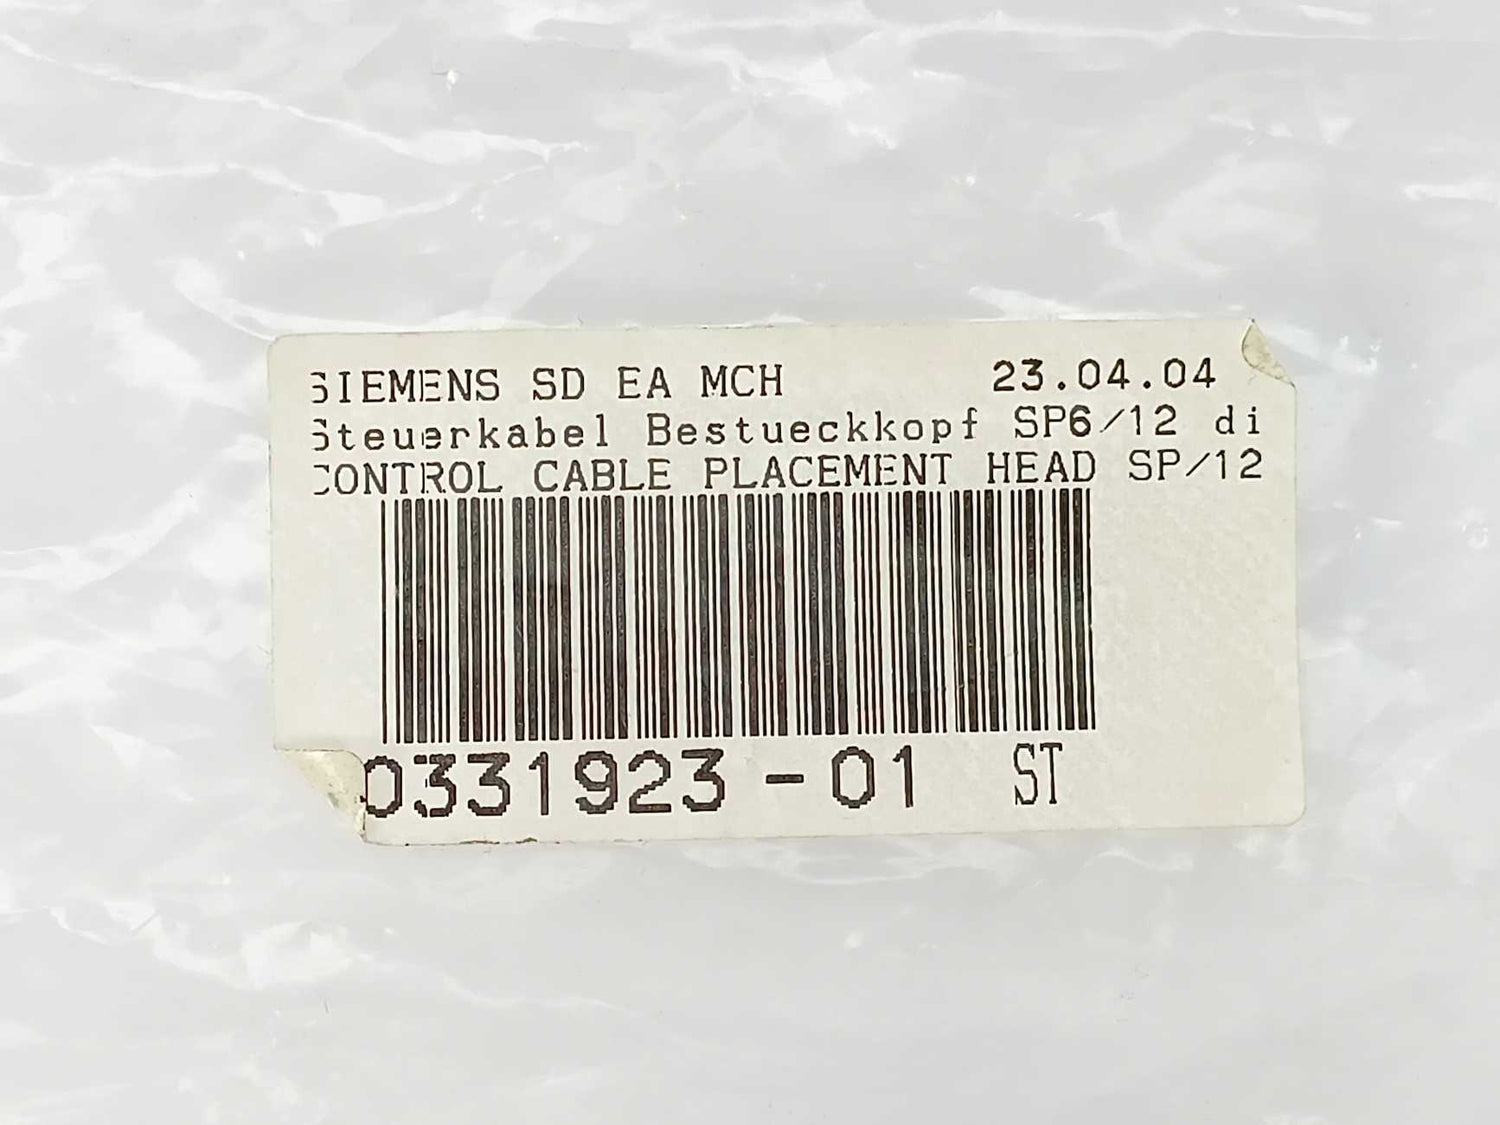 SIEMENS SD EA MCH 23.04.04
Steuerkabel Bestueckkopf SP6/12 di
CONTROL CABLE PLACEMENT HEAD SP/12
00331923-01 ST